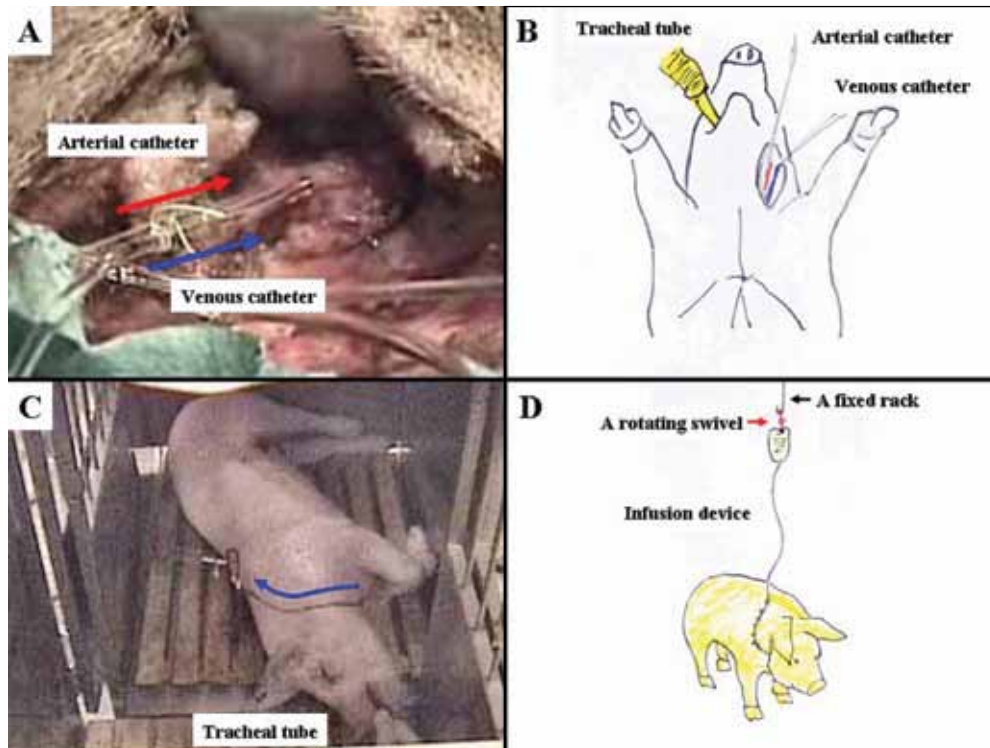 A
Arterial catheter
Venous catheter
B
Tracheal tube
Arterial catheter
Venous catheter
C
Tracheal tube
D
A fixed rack
A rotating swivel
Infusion device